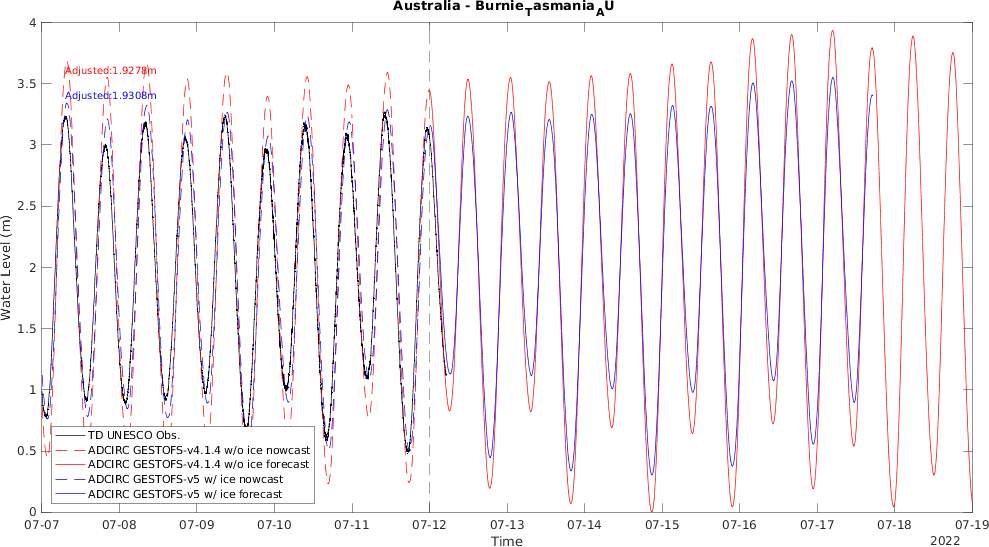 Australia - Burnie_Tasmania_AU
4
3.5
3
2.5
2
1.5
1
0.5
0
Water Level (m)
Adjusted:1.9278m
Adjusted:1.9308m
TD UNESCO Obs.
ADCIRC GESTOFS-v4.1.4 w/o ice nowcast
ADCIRC GESTOFS-v4.1.4 w/o ice forecast
ADCIRC GESTOFS-v5 w/ ice nowcast
ADCIRC GESTOFS-v5 w/ ice forecast
07-07 07-08 07-09 07-10 07-11 07-12 07-13 07-14 07-15 07-16 07-17 07-18 07-19
Time
2022